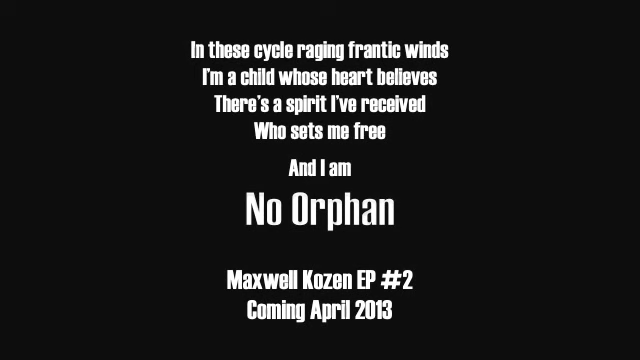 In these cycle raging frantic winds
I'm a child whose heart believes
There's a spirit I've received
Who sets me free
And I am
No Orphan
Maxwell Kozen EP #2
Coming April 2013